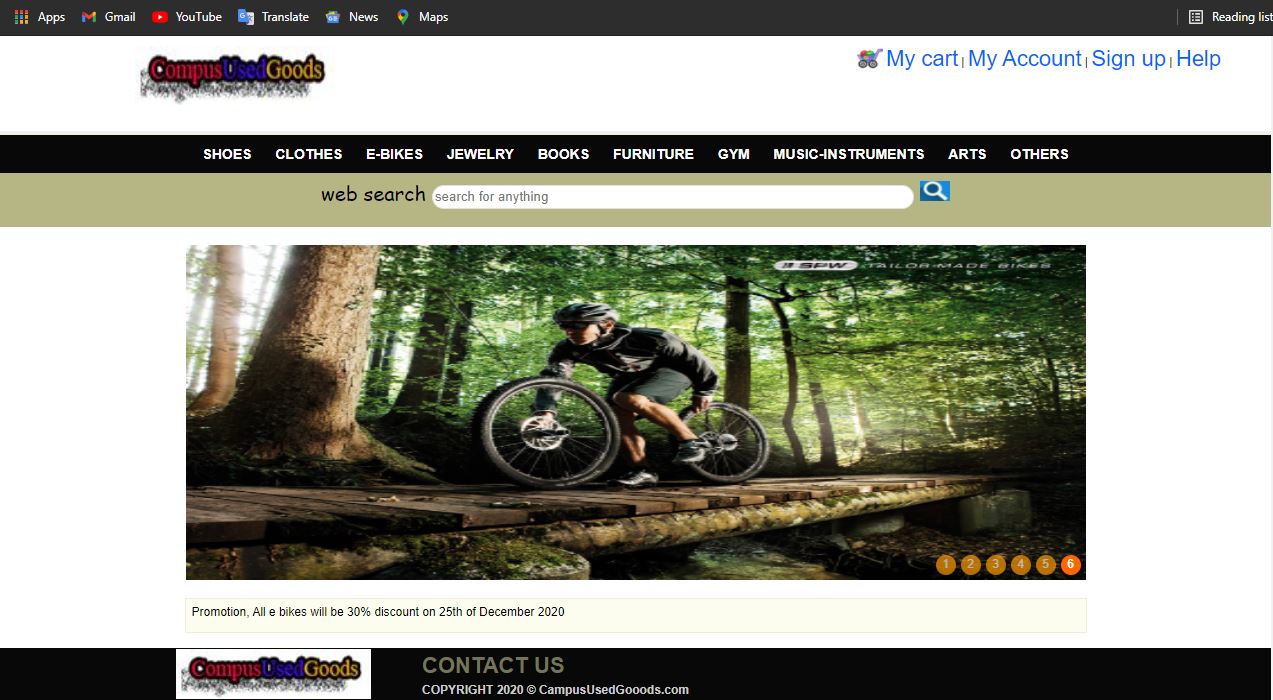 Apps Gmail YouTube Translate News Maps Reading list
CompusUsedGoods
My cart | My Account | Sign up | Help
SHOES CLOTHES E-BIKES JEWELRY BOOKS FURNITURE GYM MUSIC-INSTRUMENTS ARTS OTHERS
web search search for anything
SPW TAILOR MADE BIKES
1 2 3 4 5 6
Promotion, All e bikes will be 30% discount on 25th of December 2020
CompusUsedGoods
CONTACT US
COPYRIGHT 2020 © CampusUsedGooods.com